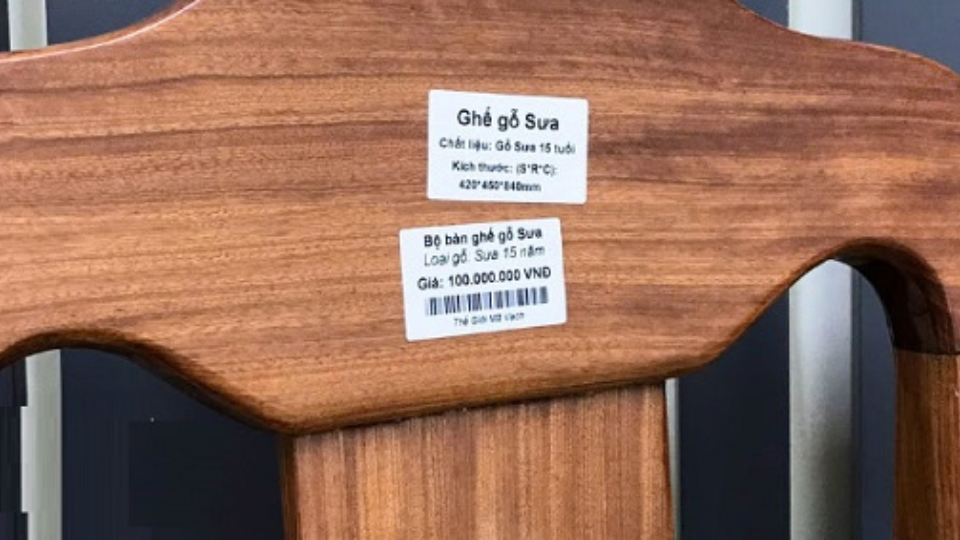 Ghế gỗ Sưa
Chất liệu: Gỗ Sưa 15 tuổi
Kích thước: (S*R*C):
420*450*840mm
Bộ bàn ghế gỗ Sưa
Loại gỗ: Sưa 15 năm
Giá: 100.000.000 VNĐ
Thế Giới Mã Vạch